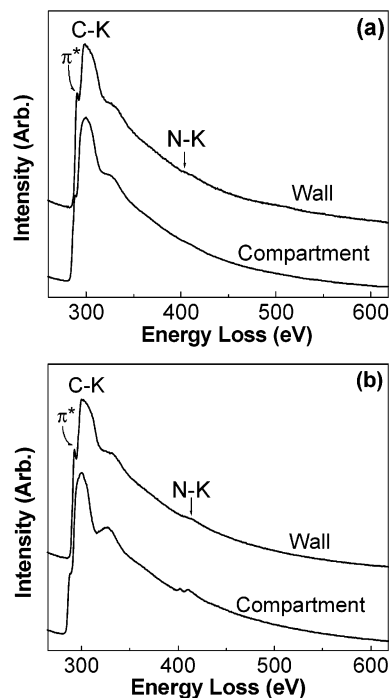 (a)
C-K
π*
N-K
Wall
Compartment
Intensity (Arb.)
300 400 500 600
Energy Loss (eV)
(b)
C-K
π*
N-K
Wall
Compartment
Intensity (Arb.)
300 400 500 600
Energy Loss (eV)